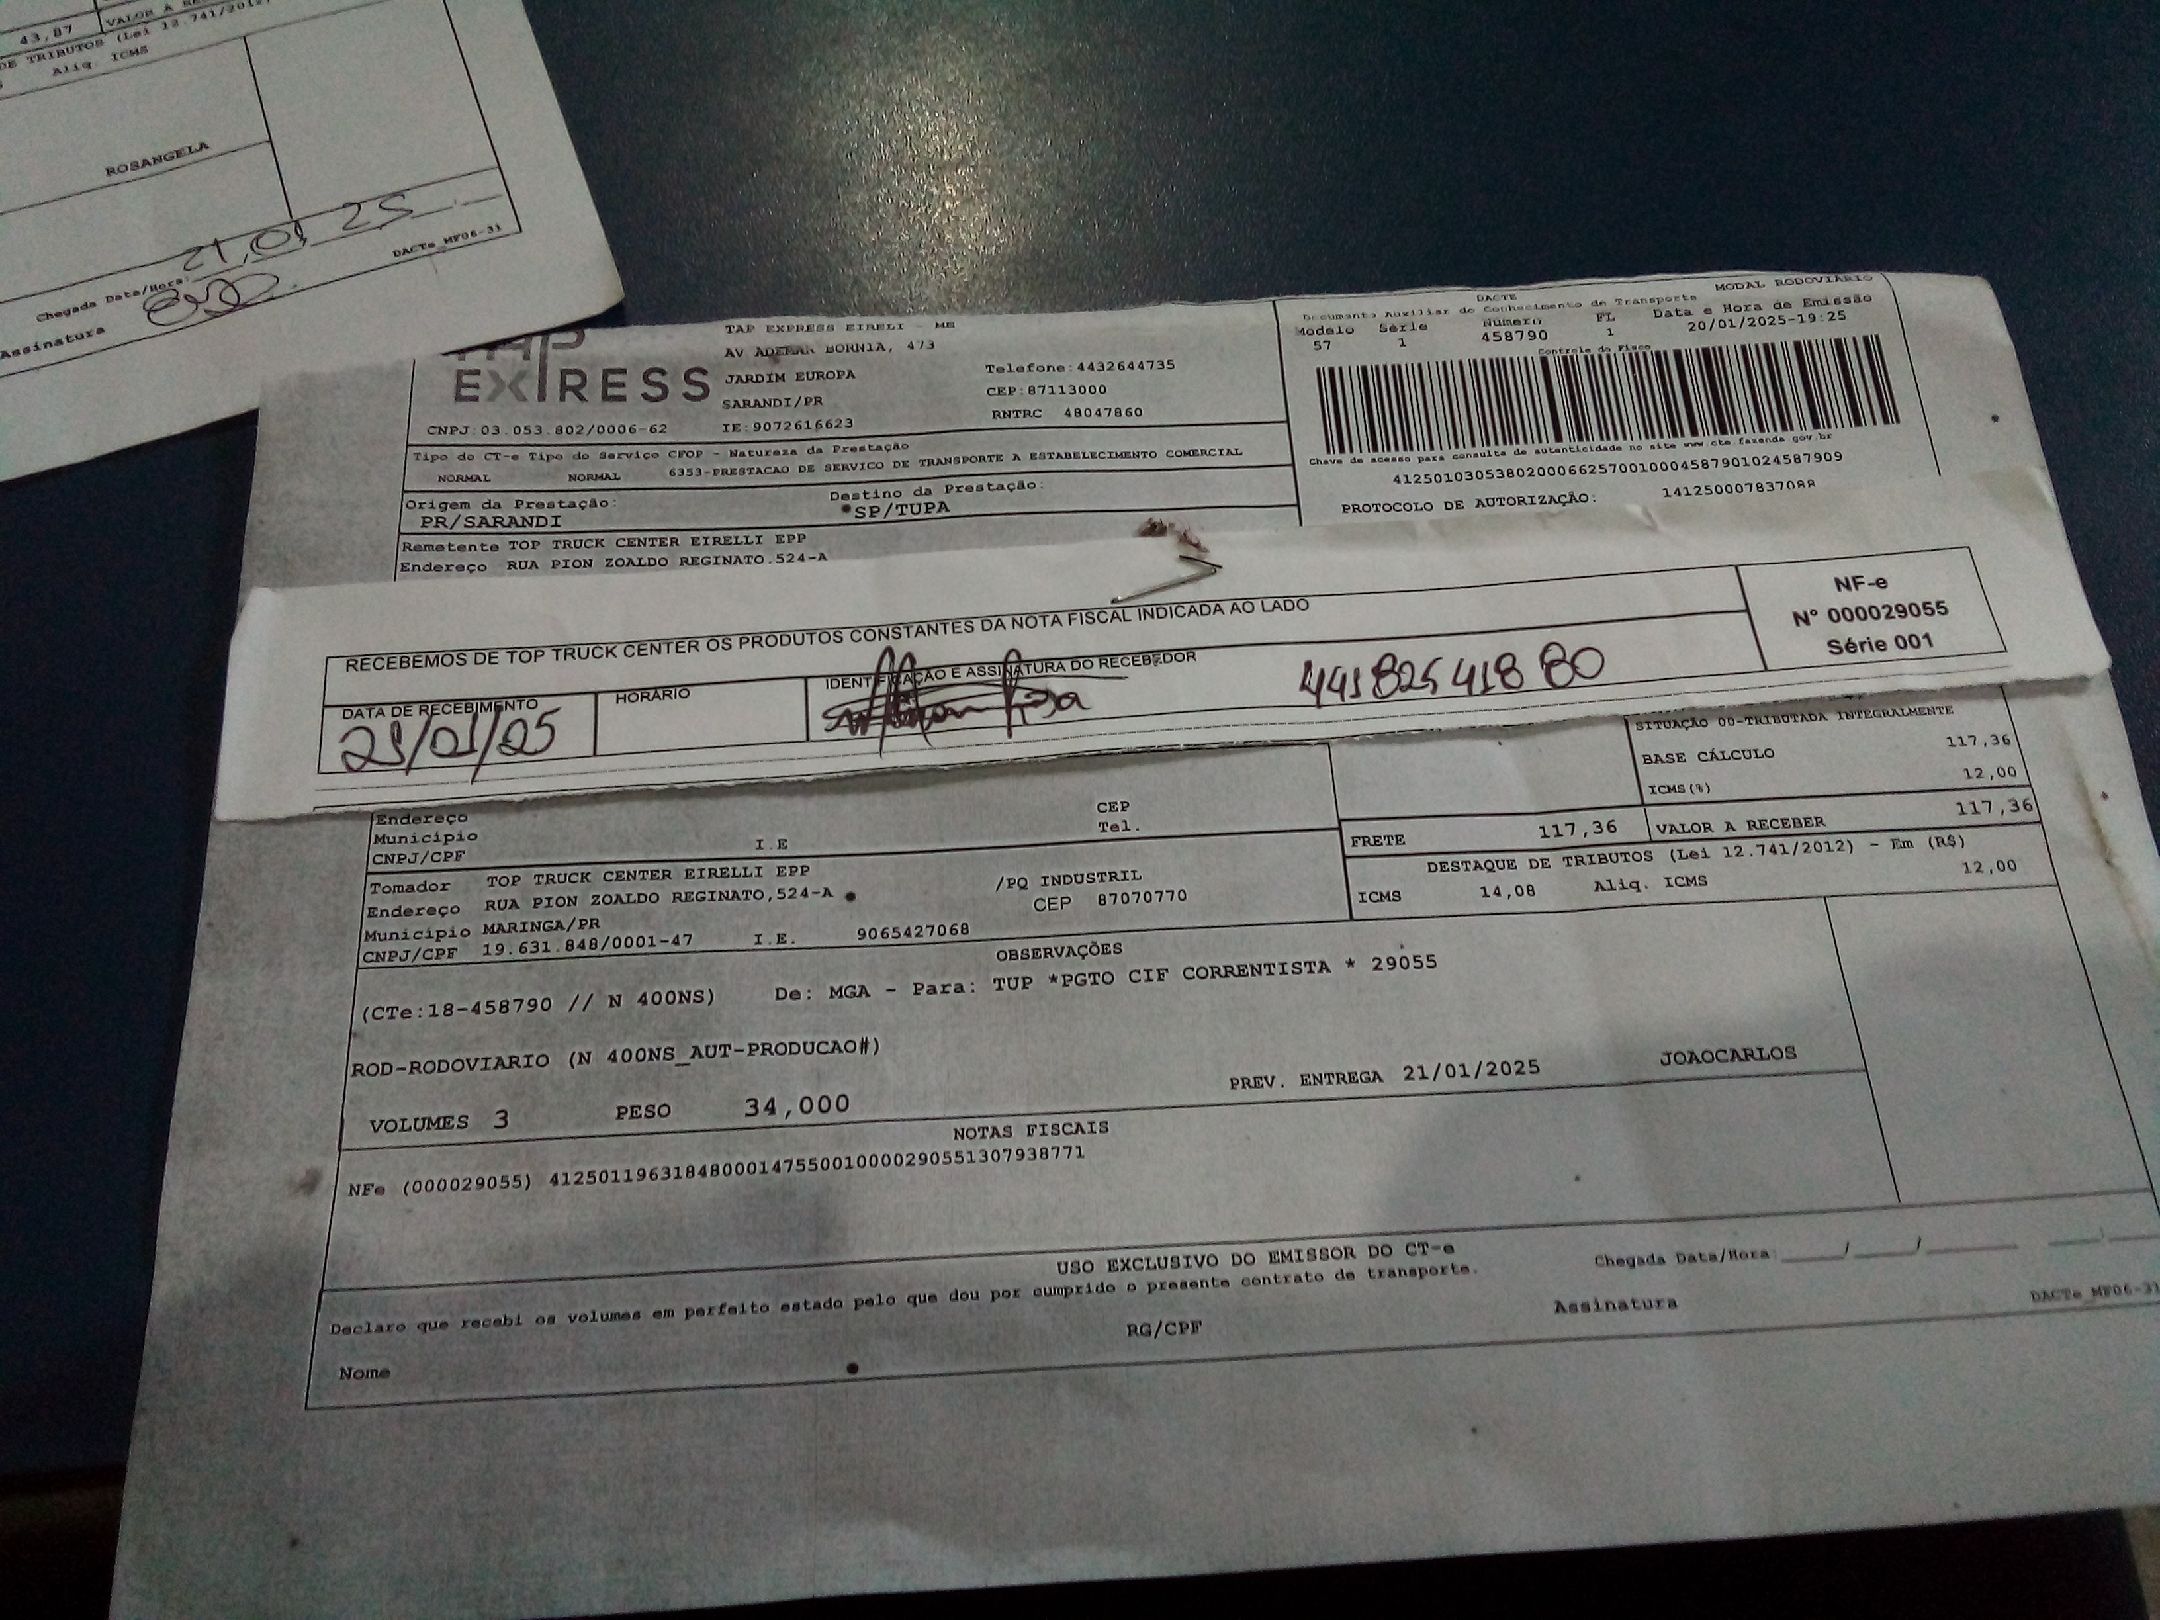 43,87
VALOR A RE
DE TRIBUTOS (Lei 12.741/2012)
Aliq. ICMS
ROSANGELA
Chegada Data/Hora: 21,01 25
Assinatura
DACTe_MF06-31
TAP EXPRESS
TAP EXPRESS EIRELI - ME
AV ADEMAR BORNIA, 473
JARDIM EUROPA
SARANDI/PR
Telefone:4432644735
CEP:87113000
RNTRC 48047860
CNPJ:03.053.802/0006-62 IE:9072616623
DACTE
MODAL RODOVIARIO
Documento Auxiliar do Conhecimento de Transporte
Modelo Série Número FL Data e Hora de Emissão
57 1 458790 1 20/01/2025-19:25
Controle do Fisco
Chave de acesso para consulta de autenticidade no site www.cte.fazenda.gov.br
41250103053802000662570010004587901024587909
PROTOCOLO DE AUTORIZAÇÃO: 141250007837088
Tipo do CT-e Tipo do Serviço CFOP - Natureza da Prestação
NORMAL NORMAL 6353-PRESTACAO DE SERVICO DE TRANSPORTE A ESTABELECIMENTO COMERCIAL
Origem da Prestação: Destino da Prestação:
PR/SARANDI SP/TUPA
Remetente TOP TRUCK CENTER EIRELLI EPP
Endereço RUA PION ZOALDO REGINATO.524-A
RECEBEMOS DE TOP TRUCK CENTER OS PRODUTOS CONSTANTES DA NOTA FISCAL INDICADA AO LADO
NF-e
N° 000029055
Série 001
DATA DE RECEBIMENTO HORÁRIO IDENTIFICAÇÃO E ASSINATURA DO RECEBEDOR
21/01/25 44182541880
SITUAÇÃO 00-TRIBUTADA INTEGRALMENTE
BASE CÁLCULO 117,36
ICMS(%) 12,00
FRETE 117,36 VALOR A RECEBER 117,36
DESTAQUE DE TRIBUTOS (Lei 12.741/2012) - Em (R$)
ICMS 14,08 Aliq. ICMS 12,00
Endereço CEP
Município Tel.
CNPJ/CPF I.E
Tomador TOP TRUCK CENTER EIRELLI EPP
Endereço RUA PION ZOALDO REGINATO,524-A /PQ INDUSTRIL
Município MARINGA/PR CEP 87070770
CNPJ/CPF 19.631.848/0001-47 I.E. 9065427068
OBSERVAÇÕES
(CTe:18-458790 // N 400NS) De: MGA - Para: TUP *PGTO CIF CORRENTISTA * 29055
ROD-RODOVIARIO (N 400NS_AUT-PRODUCAO#)
VOLUMES 3 PESO 34,000 PREV. ENTREGA 21/01/2025 JOAOCARLOS
NOTAS FISCAIS
NFe (000029055) 41250119631848000147550010000290551307938771
USO EXCLUSIVO DO EMISSOR DO CT-e
Declaro que recebi os volumes em perfeito estado pelo que dou por cumprido o presente contrato de transporte.
Chegada Data/Hora ____/____/____
Nome RG/CPF Assinatura
DACTe_MF06-31